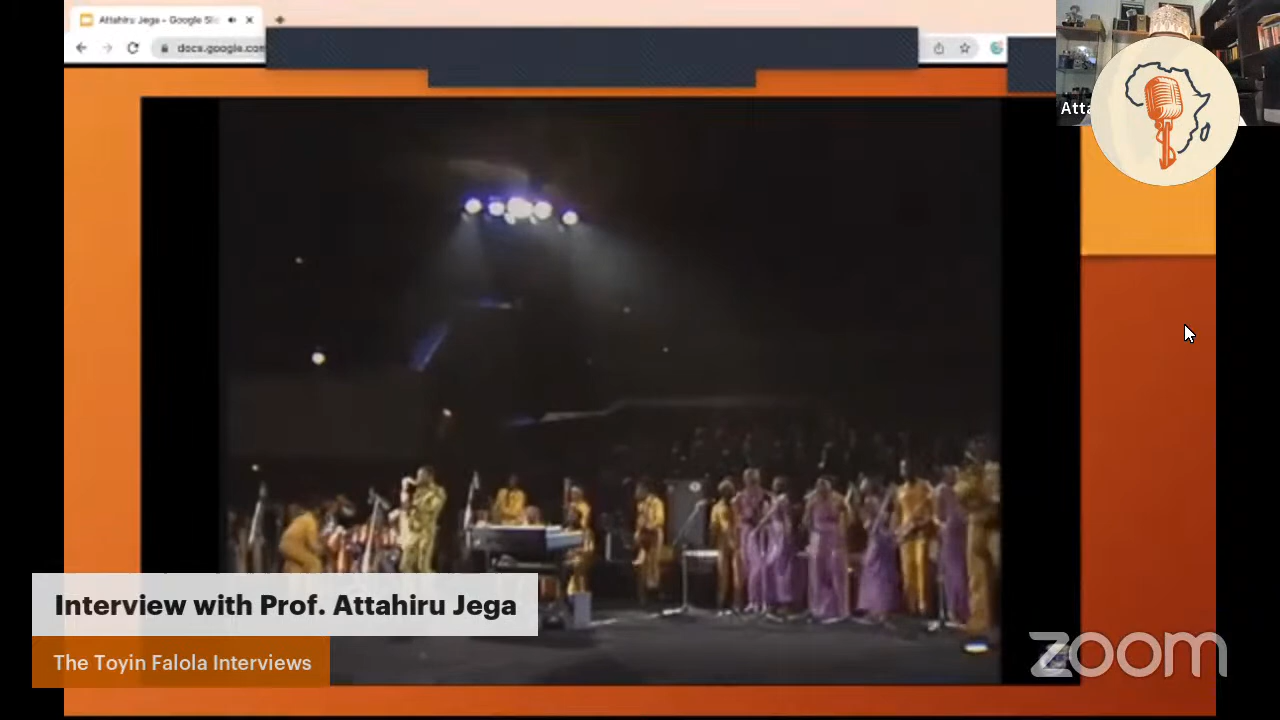 Attahiru Jega - Google Sli
docs.google.com
Atta
Interview with Prof. Attahiru Jega
The Toyin Falola Interviews
zoom